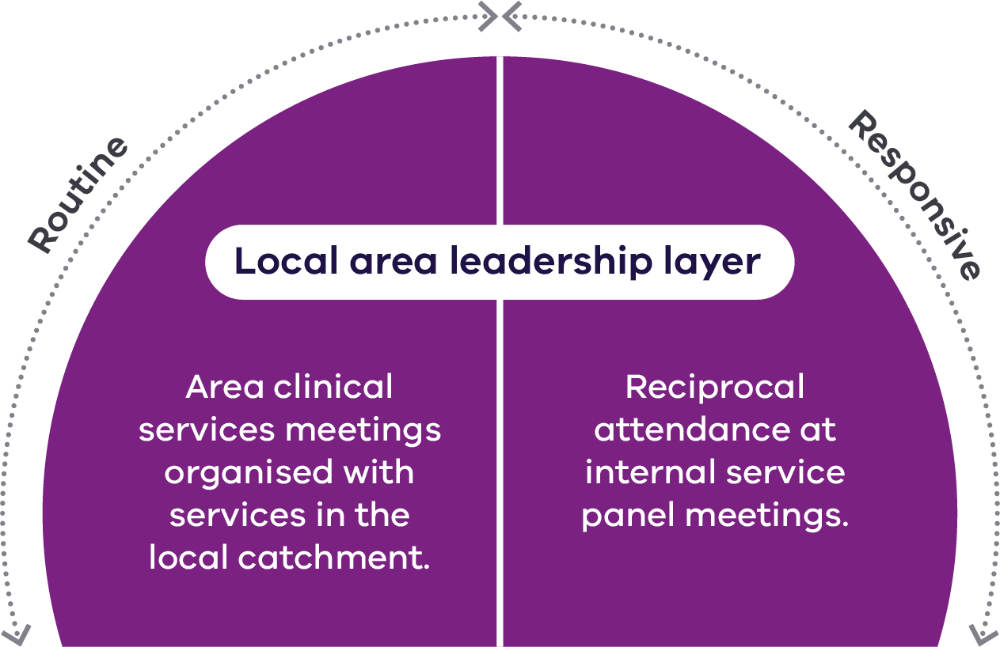 Routine
Responsive
Local area leadership layer
Area clinical
services meetings
organised with
services in the
local catchment.
Reciprocal
attendance at
internal service
panel meetings.